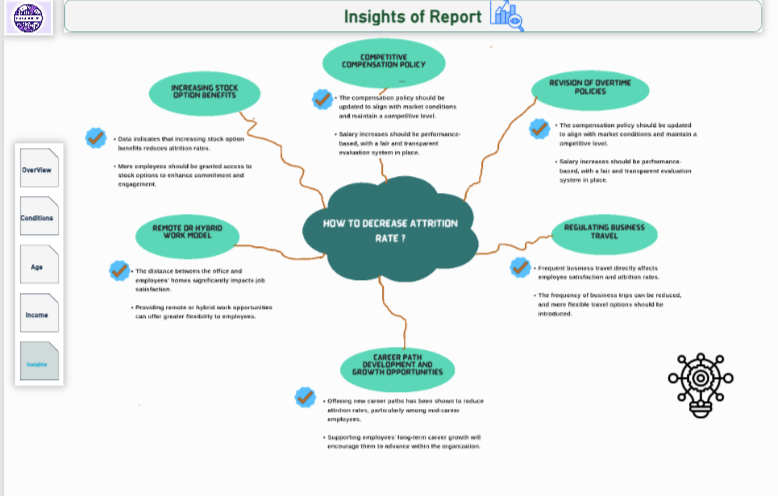 Insights of Report
COMPETITIVE
COMPENSATION POLICY
• The compensation policy should be
updated to align with market conditions
and maintain a competitive level.
• Salary increases should be performance-
based, with a fair and transparent
evaluation system in place.
INCREASING STOCK
OPTION BENEFITS
• Data indicates that increasing stock option
benefits reduces attrition rates.
• More employees should be granted access to
stock options to enhance commitment and
engagement.
REVISION OF OVERTIME
POLICIES
• The compensation policy should be updated
to align with market conditions and maintain a
ompetitive level.
• Salary increases should be performance-
based, with a fair and transparent evaluation
system in place.
OverView
Conditions
Age
Income
Insights
HOW TO DECREASE ATTRITION
RATE ?
REMOTE OR HYBRID
WORK MODEL
• The distance between the office and
employees' homes significantly impacts job
satisfaction.
• Providing remote or hybrid work opportunities
can offer greater flexibility to employees.
REGULATING BUSINESS
TRAVEL
• Frequent business travel directly affects
employee satisfaction and attrition rates.
• The frequency of business trips can be reduced,
and more flexible travel options should be
introduced.
CAREER PATH
DEVELOPMENT AND
GROWTH OPPORTUNITIES
• Offering new career paths has been shown to reduce
attrition rates, particularly among mid-career
employees.
• Supporting employees' long-term career growth will
encourage them to advance within the organization.